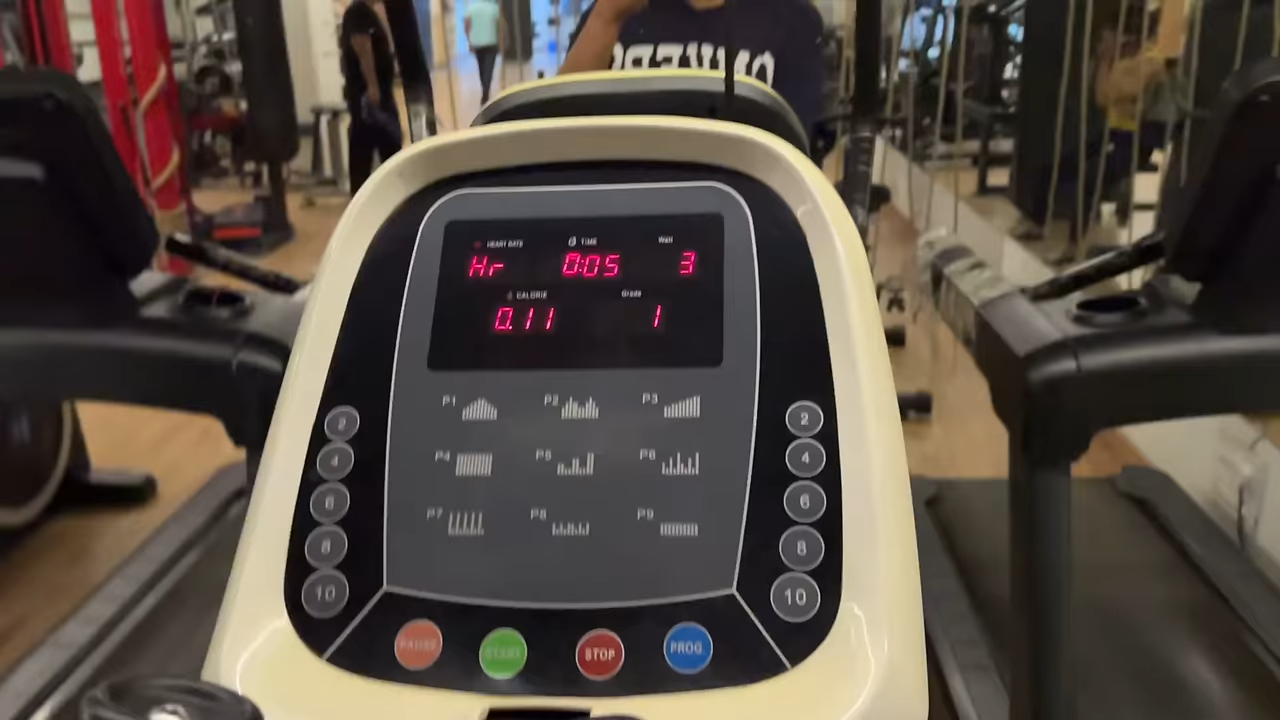 HEART RATE TIME Watt
Hr 0:05 3
CALORIE Grade
0.11 1
P1 P2 P3
P4 P5 P6
P7 P8 P9
2 2
4 4
6 6
8 8
10 10
PAUSE START STOP PROG.